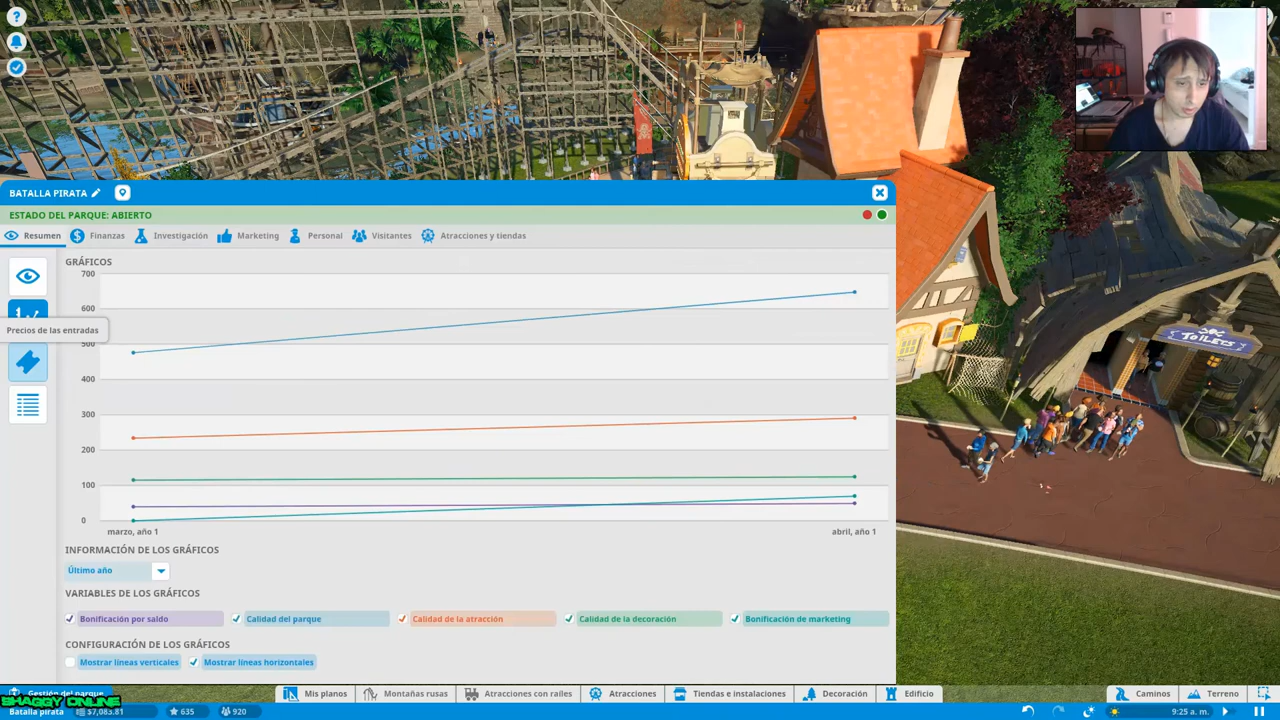 BATALLA PIRATA
ESTADO DEL PARQUE: ABIERTO
Resumen
Finanzas
Investigación
Marketing
Personal
Visitantes
Atracciones y tiendas
GRÁFICOS
700
600
500
400
300
200
100
0
Precios de las entradas
marzo, año 1
abril, año 1
INFORMACIÓN DE LOS GRÁFICOS
Último año
VARIABLES DE LOS GRÁFICOS
Bonificación por saldo
Calidad del parque
Calidad de la atracción
Calidad de la decoración
Bonificación de marketing
CONFIGURACIÓN DE LOS GRÁFICOS
Mostrar líneas verticales
Mostrar líneas horizontales
TOILETS
Gestión del parque
Mis planos
Montañas rusas
Atracciones con raíles
Atracciones
Tiendas e instalaciones
Decoración
Edificio
Caminos
Terreno
SHAGGY ONLINE
Batalla pirata
$7,083.81
635
920
9:25 a. m.